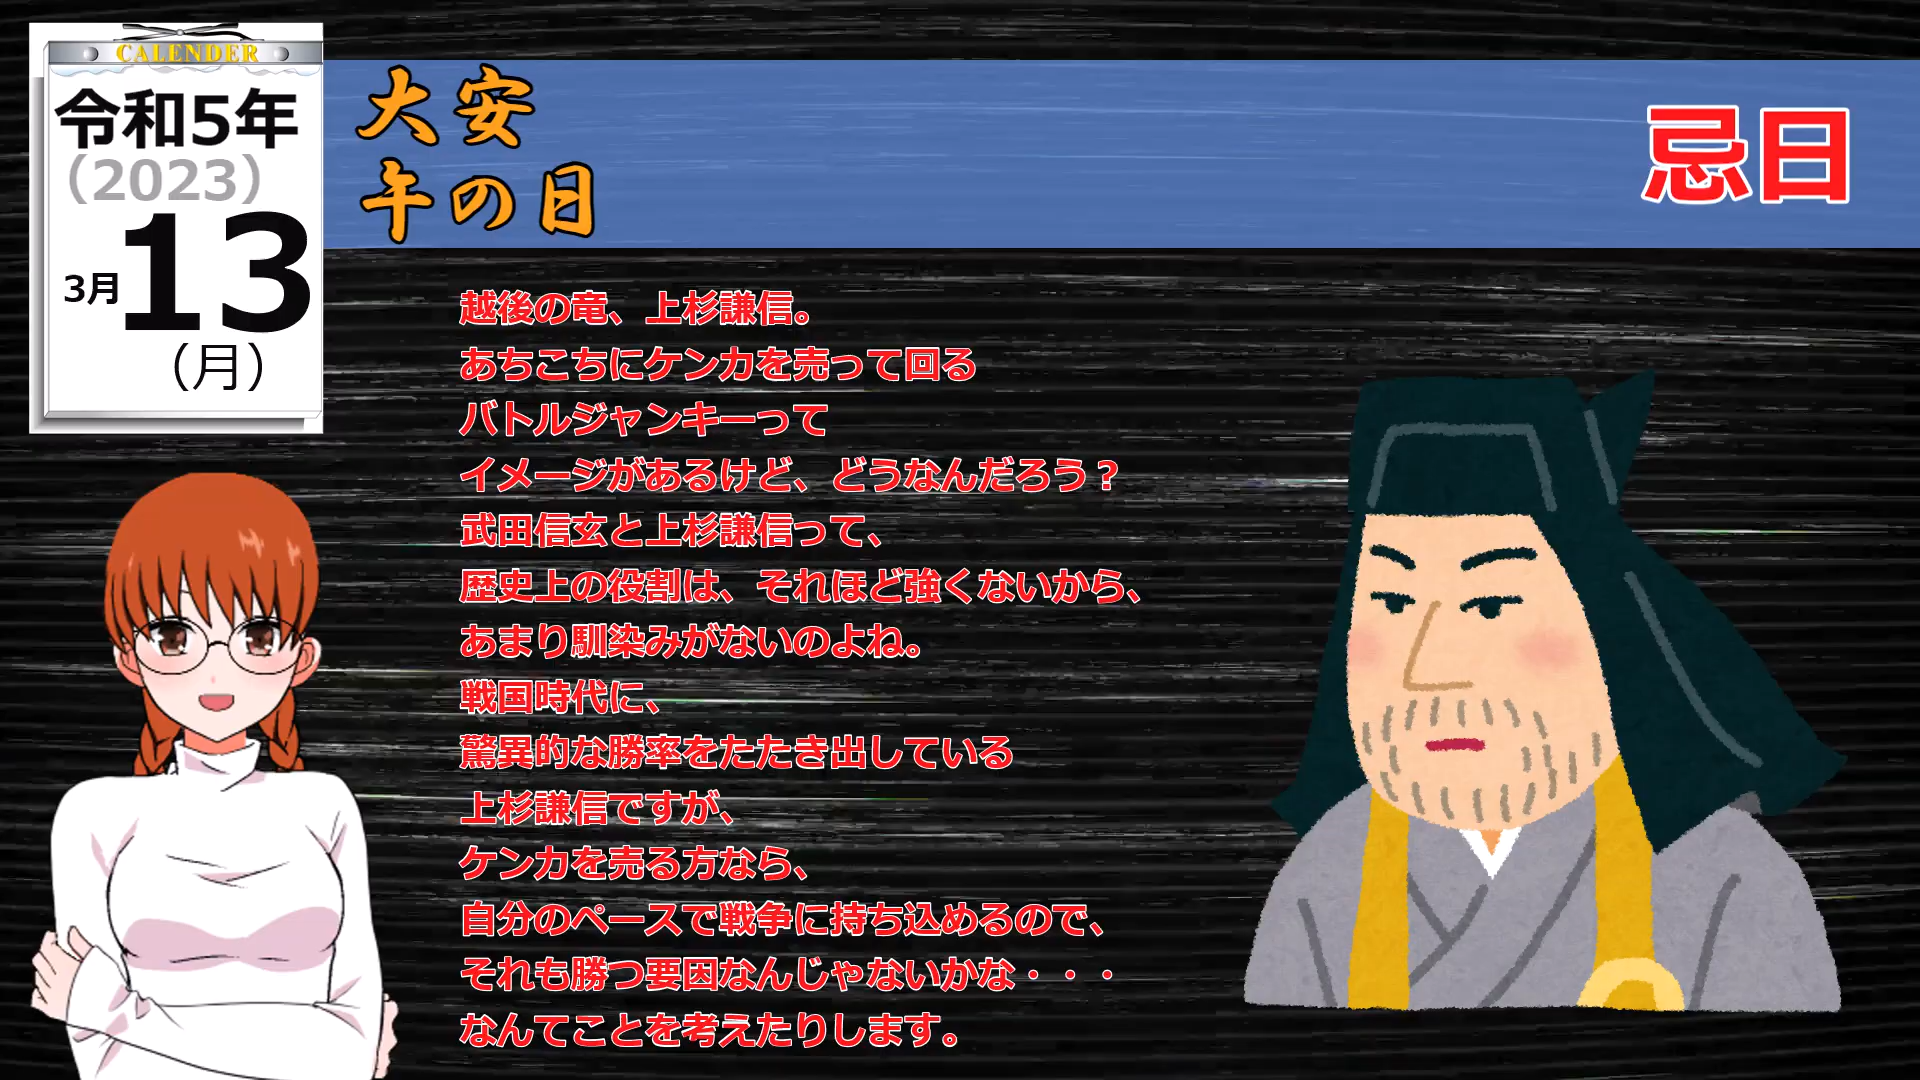 CALENDER
令和5年
（2023）
3月13
（月）
大安
午の日
忌日
越後の竜、上杉謙信。
あちこちにケンカを売って回る
バトルジャンキーって
イメージがあるけど、どうなんだろう？
武田信玄と上杉謙信って、
歴史上の役割は、それほど強くないから、
あまり馴染みがないのよね。
戦国時代に、
驚異的な勝率をたたき出している
上杉謙信ですが、
ケンカを売る方なら、
自分のペースで戦争に持ち込めるので、
それも勝つ要因なんじゃないかな・・・
なんてことを考えたりします。